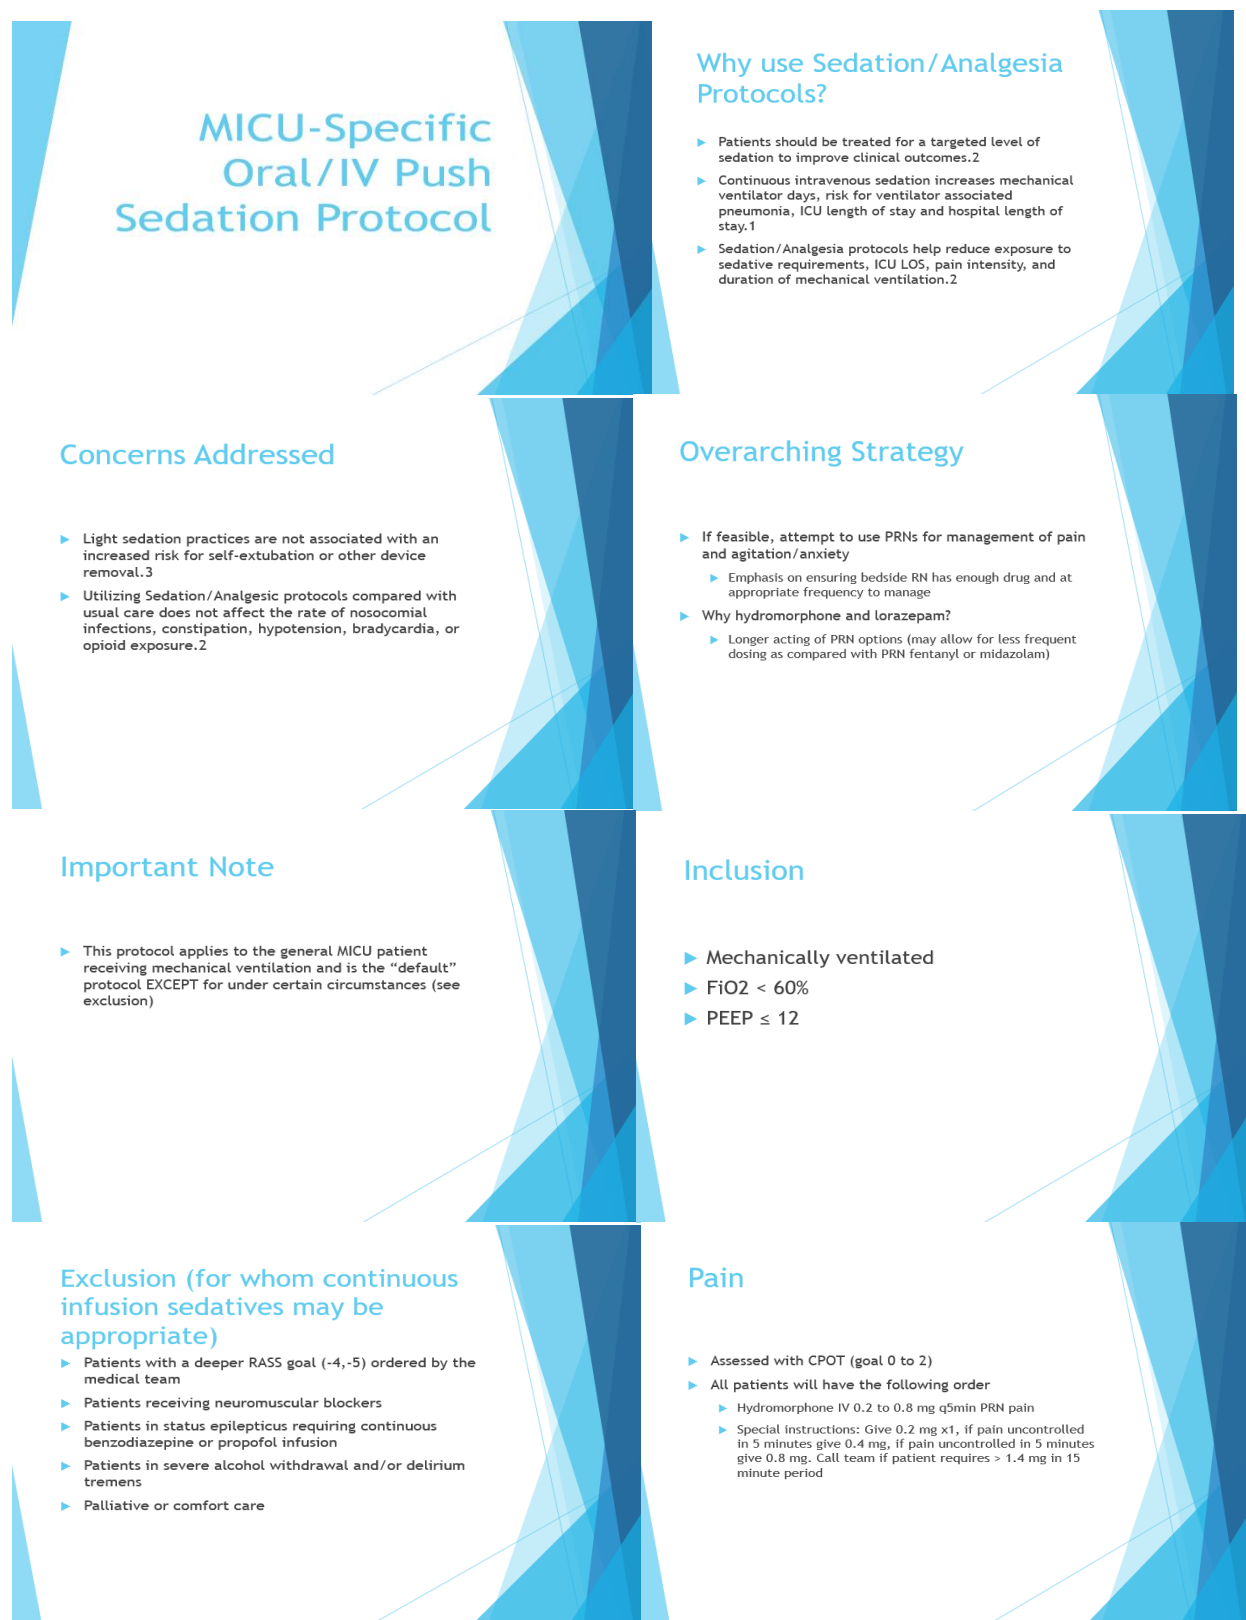 MICU-Specific
Oral/IV Push
Sedation Protocol
Why use Sedation/Analgesia
Protocols?
Patients should be treated for a targeted level of
sedation to improve clinical outcomes.2
Continuous intravenous sedation increases mechanical
ventilator days, risk for ventilator associated
pneumonia, ICU length of stay and hospital length of
stay.1
Sedation/Analgesia protocols help reduce exposure to
sedative requirements, ICU LOS, pain intensity, and
duration of mechanical ventilation.2
Concerns Addressed
Light sedation practices are not associated with an
increased risk for self-extubation or other device
removal.3
Utilizing Sedation/Analgesic protocols compared with
usual care does not affect the rate of nosocomial
infections, constipation, hypotension, bradycardia, or
opioid exposure.2
Overarching Strategy
If feasible, attempt to use PRNs for management of pain
and agitation/anxiety
Emphasis on ensuring bedside RN has enough drug and at
appropriate frequency to manage
Why hydromorphone and lorazepam?
Longer acting of PRN options (may allow for less frequent
dosing as compared with PRN fentanyl or midazolam)
Important Note
This protocol applies to the general MICU patient
receiving mechanical ventilation and is the “default”
protocol EXCEPT for under certain circumstances (see
exclusion)
Inclusion
Mechanically ventilated
FiO2 < 60%
PEEP ≤ 12
Exclusion (for whom continuous
infusion sedatives may be
appropriate)
Patients with a deeper RASS goal (-4,-5) ordered by the
medical team
Patients receiving neuromuscular blockers
Patients in status epilepticus requiring continuous
benzodiazepine or propofol infusion
Patients in severe alcohol withdrawal and/or delirium
tremens
Palliative or comfort care
Pain
Assessed with CPOT (goal 0 to 2)
All patients will have the following order
Hydromorphone IV 0.2 to 0.8 mg q5min PRN pain
Special instructions: Give 0.2 mg x1, if pain uncontrolled
in 5 minutes give 0.4 mg, if pain uncontrolled in 5 minutes
give 0.8 mg. Call team if patient requires > 1.4 mg in 15
minute period